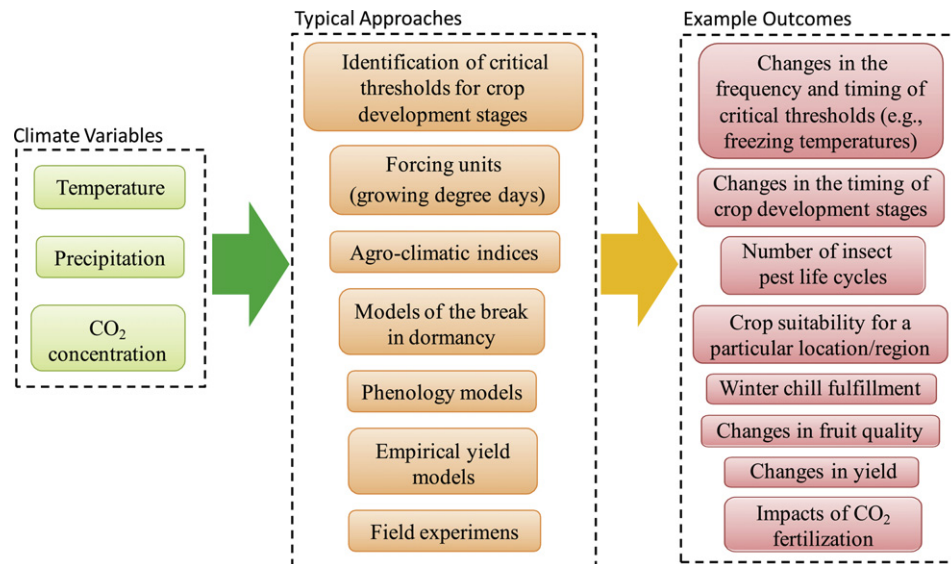 Climate Variables
Temperature
Precipitation
CO₂
concentration
Typical Approaches
Identification of critical
thresholds for crop
development stages
Forcing units
(growing degree days)
Agro-climatic indices
Models of the break
in dormancy
Phenology models
Empirical yield
models
Field experimens
Example Outcomes
Changes in the
frequency and timing of
critical thresholds (e.g.,
freezing temperatures)
Changes in the timing of
crop development stages
Number of insect
pest life cycles
Crop suitability for a
particular location/region
Winter chill fulfillment
Changes in fruit quality
Changes in yield
Impacts of CO₂
fertilization